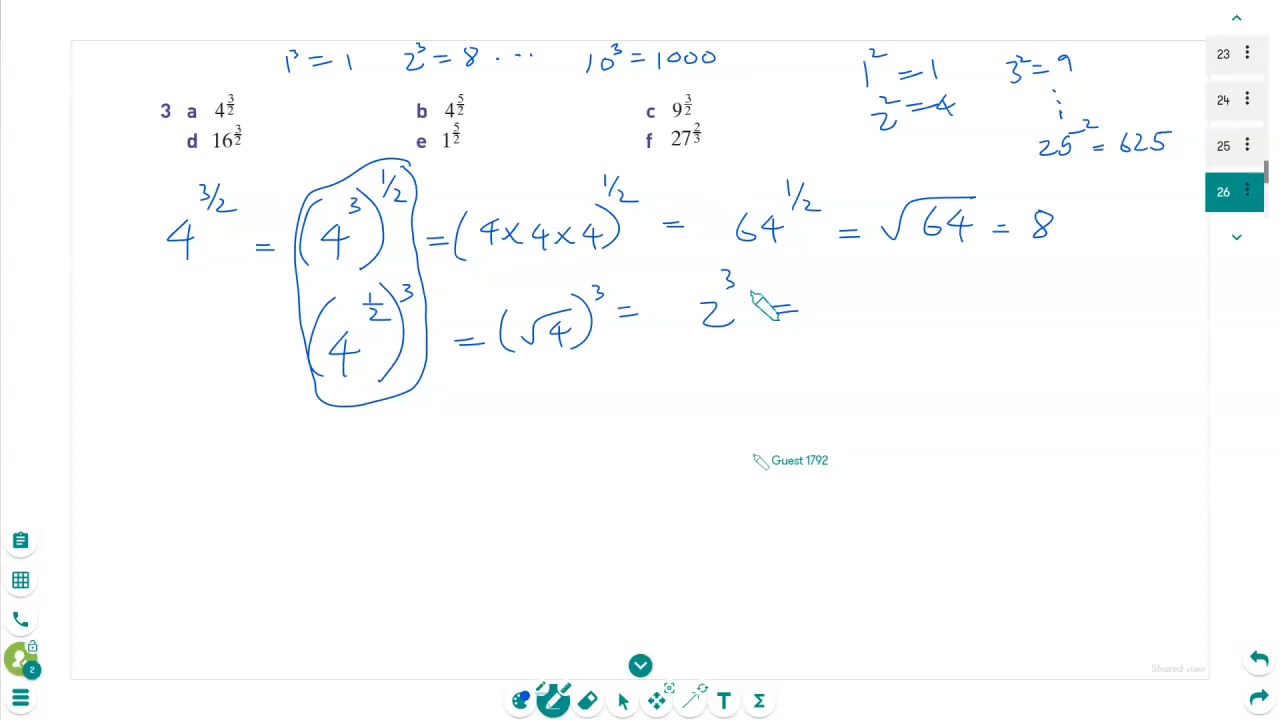 1³ = 1 2³ = 8 ... 10³ = 1000
1² = 1 3² = 9
2² = 4 ⋮
25² = 625
3 a 4^(3/2) b 4^(5/2) c 9^(3/2)
d 16^(3/2) e 1^(5/2) f 27^(2/3)
4^(3/2) = (4³)^(1/2) = (4×4×4)^(1/2) = 64^(1/2) = √64 = 8
(4^(1/2))³ = (√4)³ = 2³ =
Guest 1792
Shared view
23
24
25
26
2
T Σ